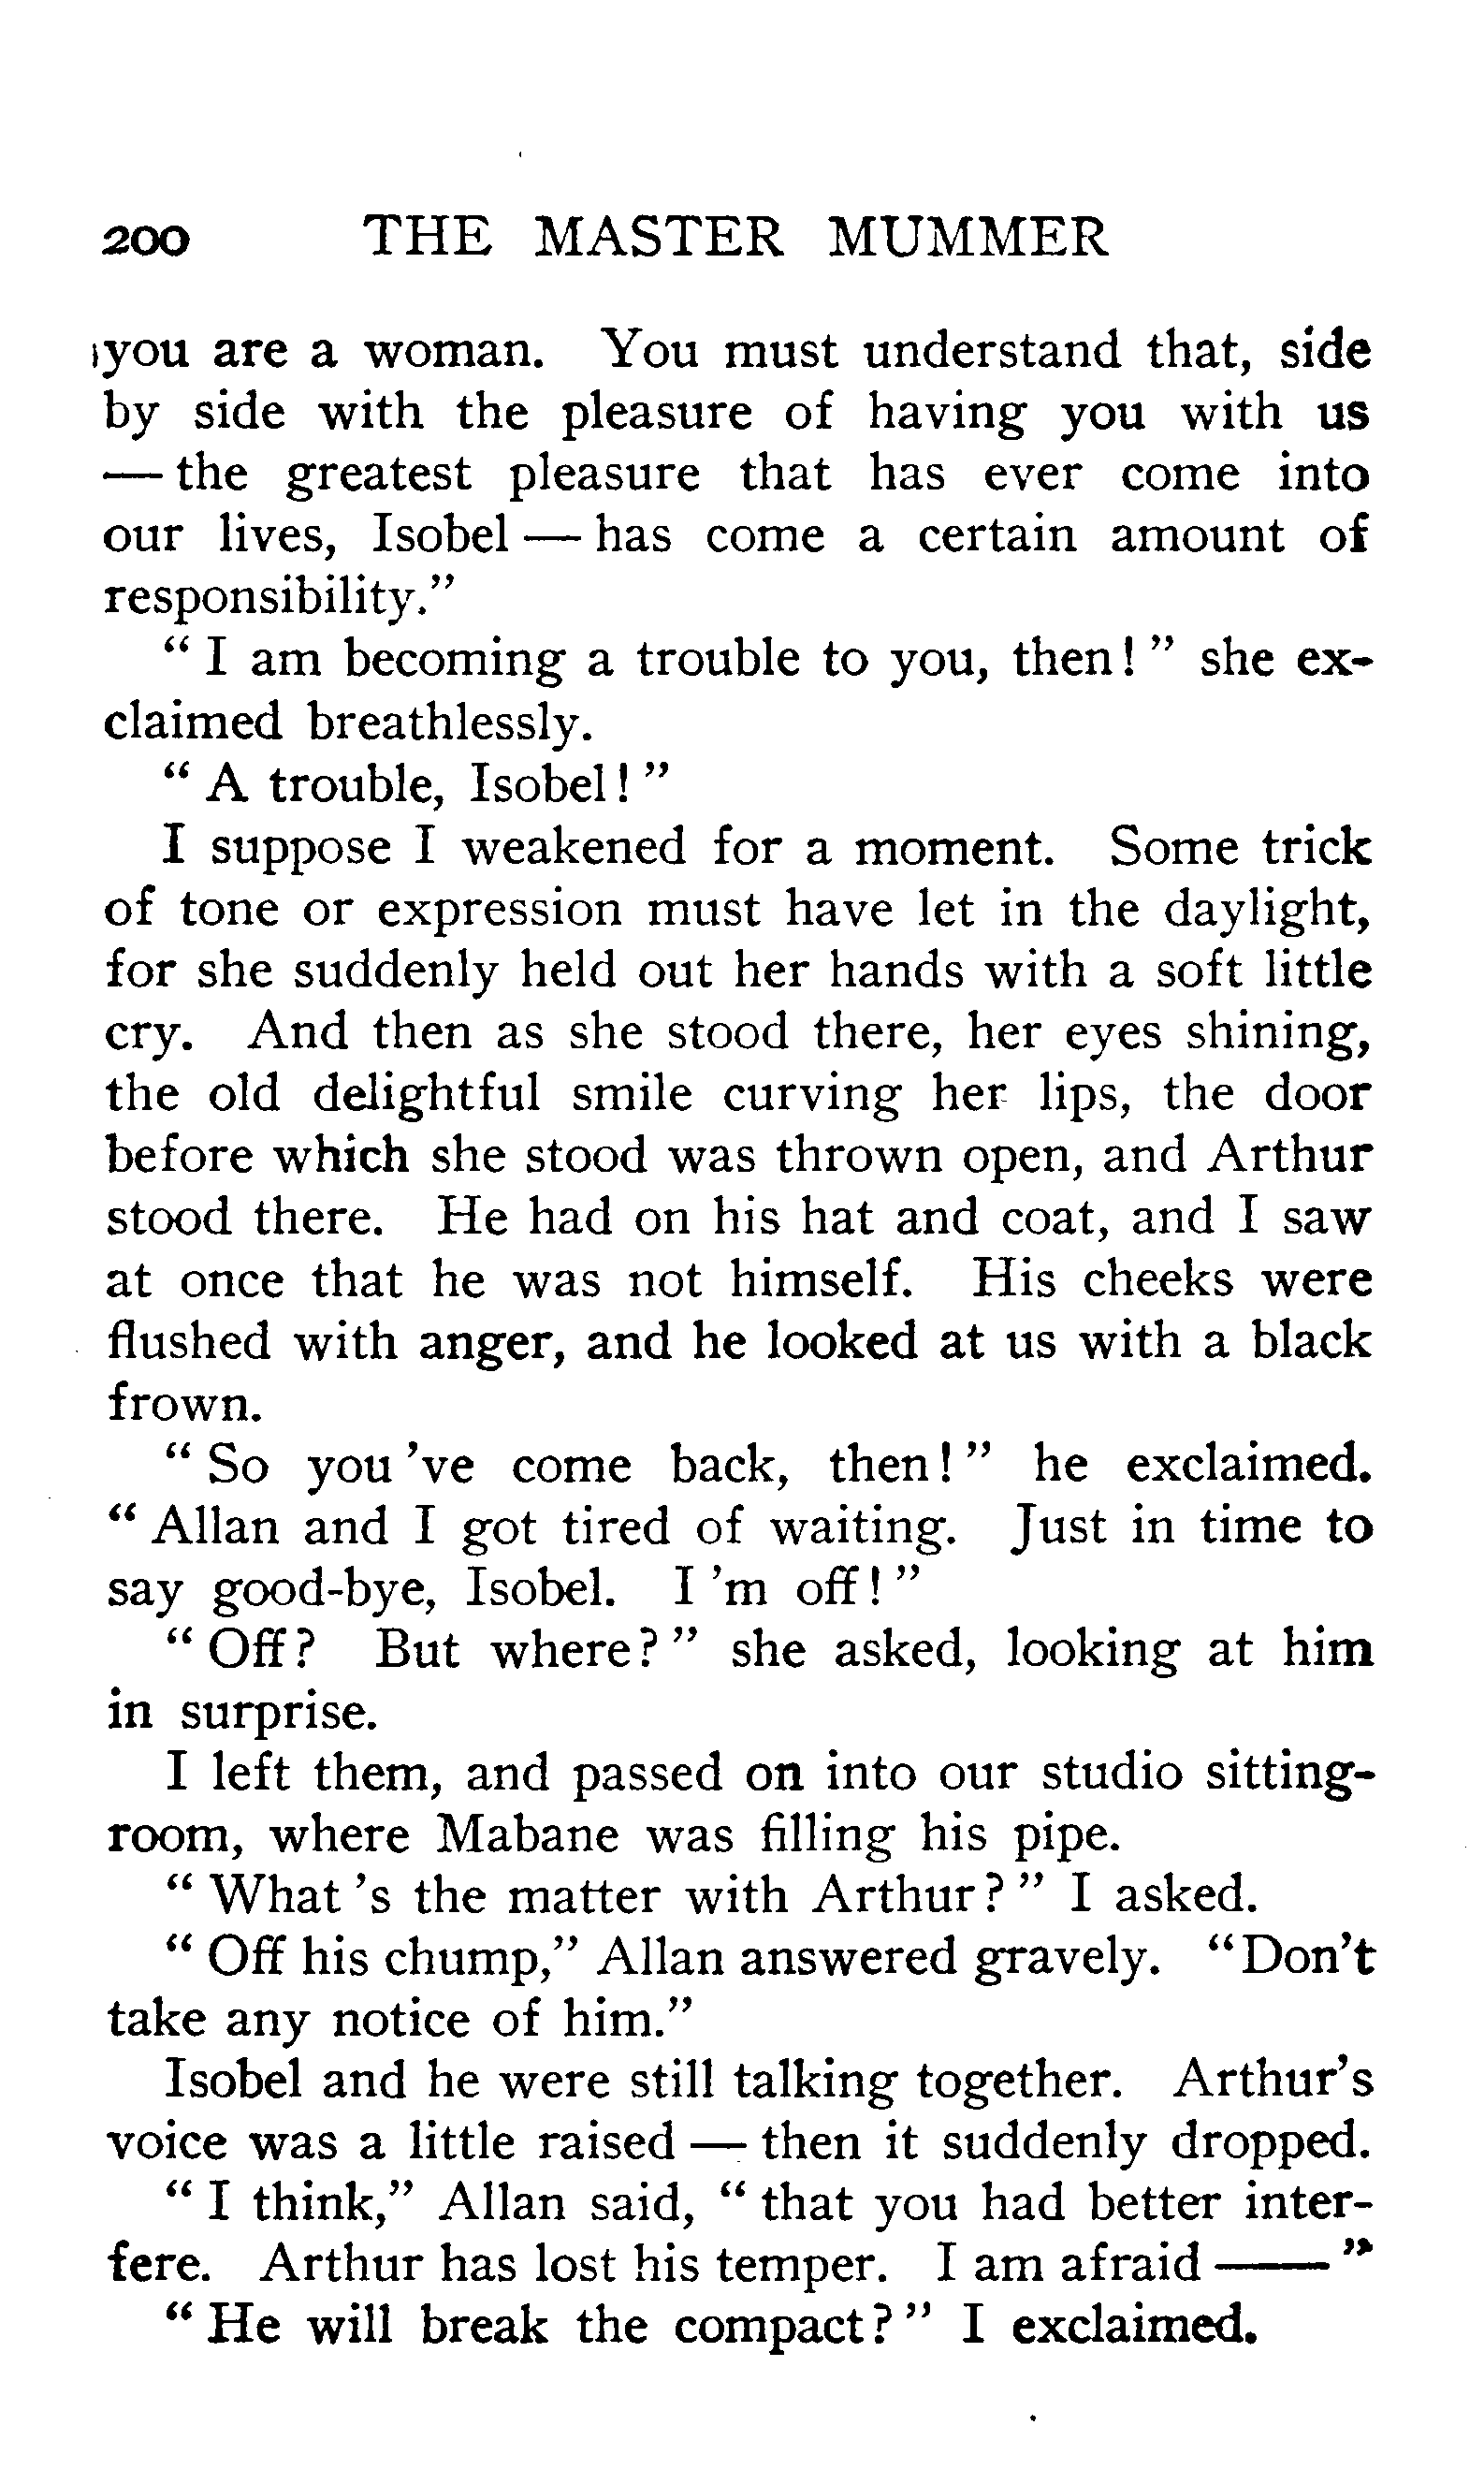 200 THE MASTER MUMMER
you are a woman. You must understand that, side
by side with the pleasure of having you with us
— the greatest pleasure that has ever come into
our lives, Isobel — has come a certain amount of
responsibility."
" I am becoming a trouble to you, then! " she ex-
claimed breathlessly.
" A trouble, Isobel! "
I suppose I weakened for a moment. Some trick
of tone or expression must have let in the daylight,
for she suddenly held out her hands with a soft little
cry. And then as she stood there, her eyes shining,
the old delightful smile curving her lips, the door
before which she stood was thrown open, and Arthur
stood there. He had on his hat and coat, and I saw
at once that he was not himself. His cheeks were
flushed with anger, and he looked at us with a black
frown.
" So you 've come back, then! " he exclaimed.
" Allan and I got tired of waiting. Just in time to
say good-bye, Isobel. I 'm off! "
" Off? But where? " she asked, looking at him
in surprise.
I left them, and passed on into our studio sitting-
room, where Mabane was filling his pipe.
" What 's the matter with Arthur? " I asked.
" Off his chump," Allan answered gravely. "Don't
take any notice of him."
Isobel and he were still talking together. Arthur's
voice was a little raised — then it suddenly dropped.
" I think," Allan said, " that you had better inter-
fere. Arthur has lost his temper. I am afraid —— "
" He will break the compact? " I exclaimed.